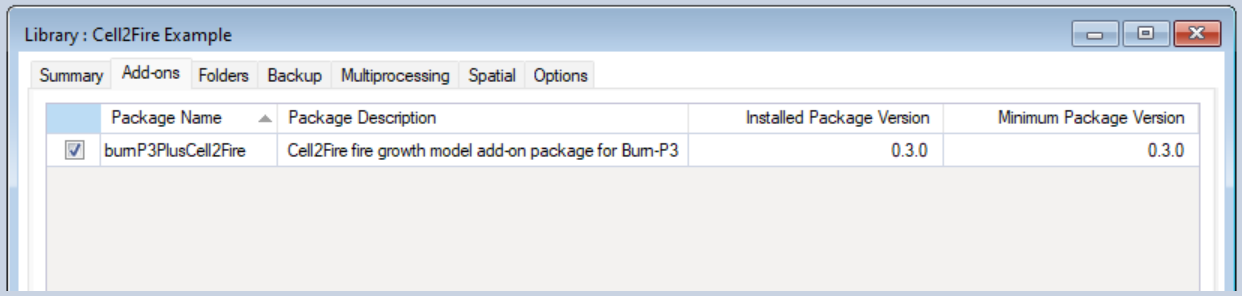 Library : Cell2Fire Example
Summary Add-ons Folders Backup Multiprocessing Spatial Options
Package Name Package Description Installed Package Version Minimum Package Version
burnP3PlusCell2Fire Cell2Fire fire growth model add-on package for Burn-P3 0.3.0 0.3.0